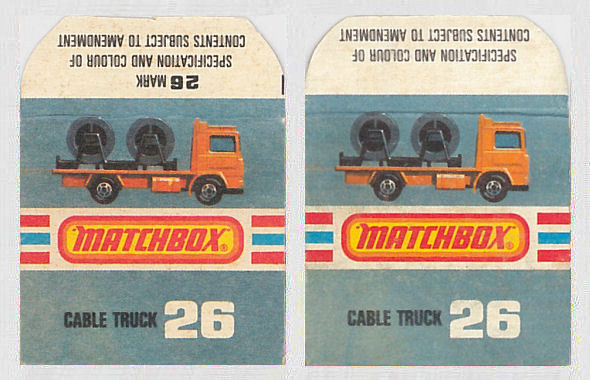 CONTENTS SUBJECT TO AMENDMENT
SPECIFICATION AND COLOUR OF
26 MARK
MATCHBOX®
CABLE TRUCK 26
CONTENTS SUBJECT TO AMENDMENT
SPECIFICATION AND COLOUR OF
MATCHBOX™
CABLE TRUCK 26